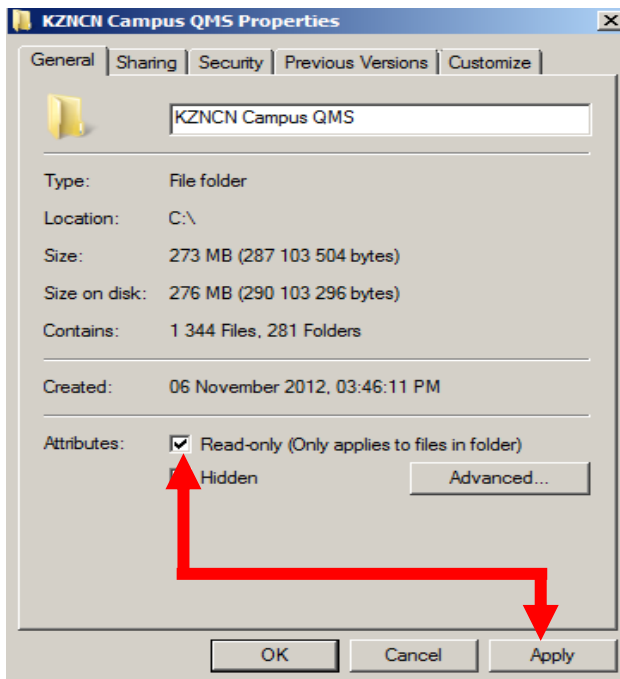 KZNCN Campus QMS Properties
General Sharing Security Previous Versions Customize
KZNCN Campus QMS
Type: File folder
Location: C:\
Size: 273 MB (287 103 504 bytes)
Size on disk: 276 MB (290 103 296 bytes)
Contains: 1 344 Files, 281 Folders
Created: 06 November 2012, 03:46:11 PM
Attributes: Read-only (Only applies to files in folder)
Hidden Advanced...
OK Cancel Apply